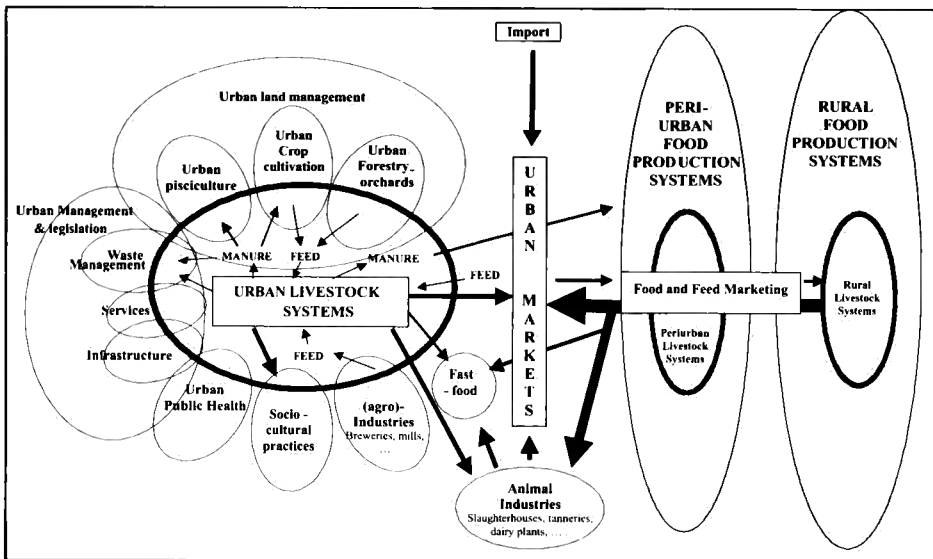 Import
Urban land management
Urban
Crop
cultivation
Urban
pisciculture
Urban
Forestry-
orchards
PERI-
URBAN
FOOD
PRODUCTION
SYSTEMS
RURAL
FOOD
PRODUCTION
SYSTEMS
Urban Management
& legislation
Waste
Management
MANURE
FEED
MANURE
FEED
URBAN LIVESTOCK
SYSTEMS
Services
Infrastructure
FEED
Urban
Public Health
Socio-
cultural
practices
(agro)-
Industries
Breweries, mills,
...
Fast
- food
URBAN MARKETS
Food and Feed Marketing
Periurban
Livestock
Systems
Rural
Livestock
Systems
Animal
Industries
Slaughterhouses, tanneries,
dairy plants, .....